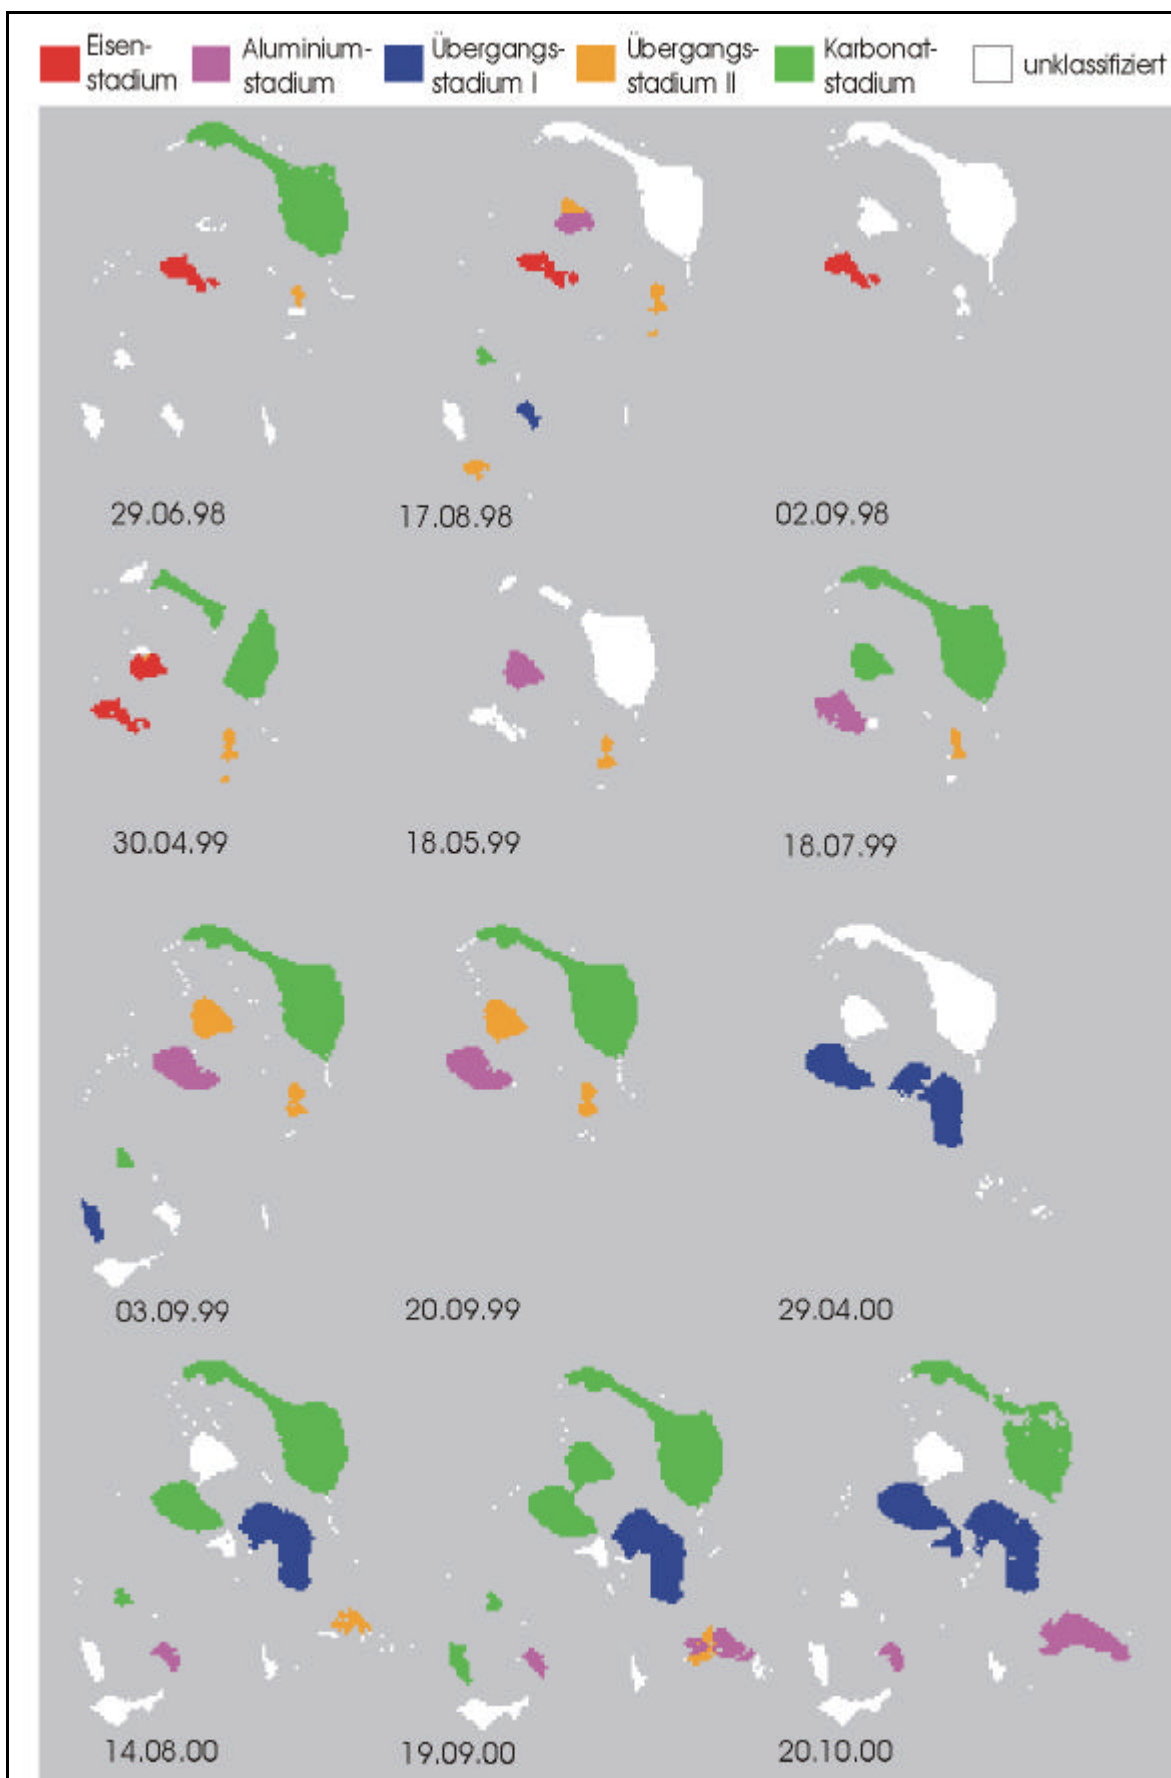 Eisen-
stadium
Aluminium-
stadium
Übergangs-
stadium I
Übergangs-
stadium II
Karbonat-
stadium
unklassifiziert
29.06.98
17.08.98
02.09.98
30.04.99
18.05.99
18.07.99
03.09.99
20.09.99
29.04.00
14.08.00
19.09.00
20.10.00